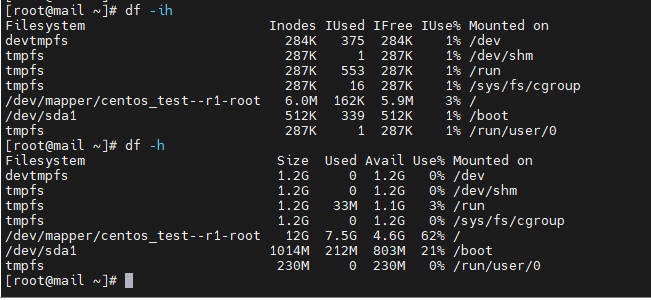 [root@mail ~]# df -ih
Filesystem Inodes IUsed IFree IUse% Mounted on
devtmpfs 284K 375 284K 1% /dev
tmpfs 287K 1 287K 1% /dev/shm
tmpfs 287K 553 287K 1% /run
tmpfs 287K 16 287K 1% /sys/fs/cgroup
/dev/mapper/centos_test--r1-root 6.0M 162K 5.9M 3% /
/dev/sda1 512K 339 512K 1% /boot
tmpfs 287K 1 287K 1% /run/user/0
[root@mail ~]# df -h
Filesystem Size Used Avail Use% Mounted on
devtmpfs 1.2G 0 1.2G 0% /dev
tmpfs 1.2G 0 1.2G 0% /dev/shm
tmpfs 1.2G 33M 1.1G 3% /run
tmpfs 1.2G 0 1.2G 0% /sys/fs/cgroup
/dev/mapper/centos_test--r1-root 12G 7.5G 4.6G 62% /
/dev/sda1 1014M 212M 803M 21% /boot
tmpfs 230M 0 230M 0% /run/user/0
[root@mail ~]#